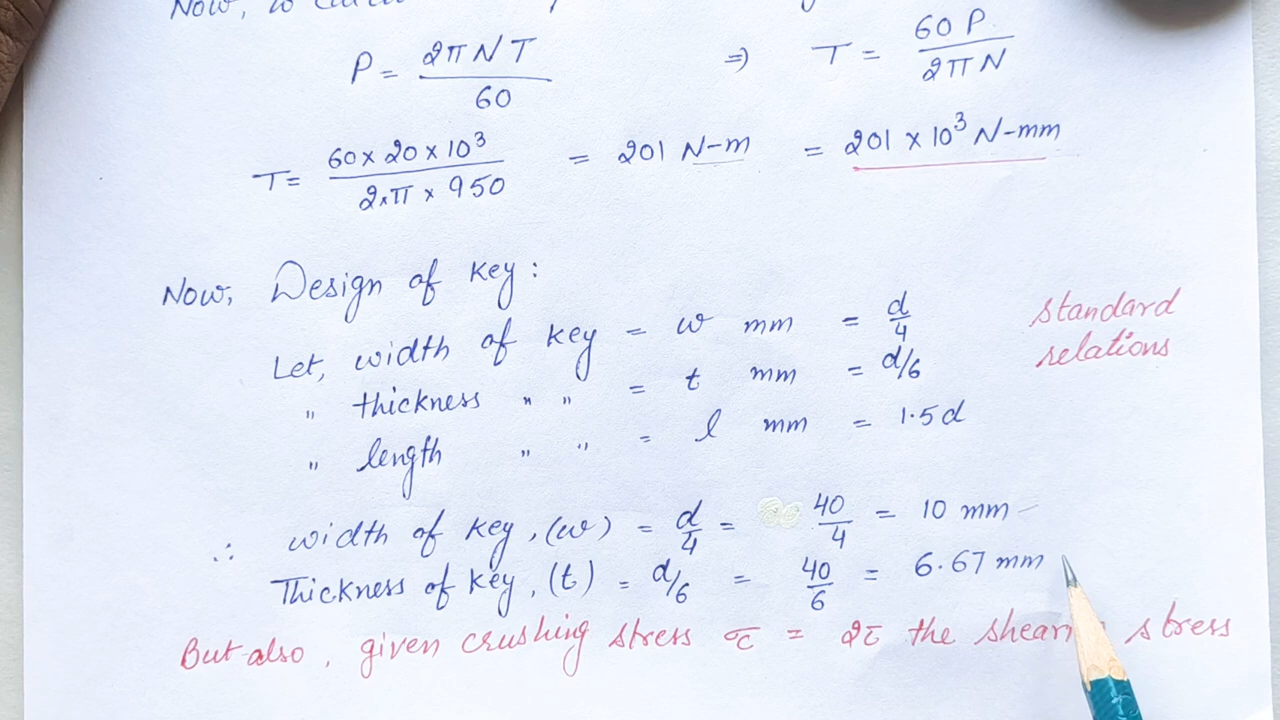 Now,
P = 2πNT / 60 ⇒ T = 60 P / 2πN
T = 60 x 20 x 10³ / 2xπ x 950 = 201 N-m = 201 x 10³ N-mm
Now, Design of key :
Let, width of key = w mm = d/4 standard
" thickness " " = t mm = d/6 relations
" length " " = l mm = 1.5d
∴ width of key, (w) = d/4 = 40/4 = 10 mm
Thickness of key, (t) = d/6 = 40/6 = 6.67 mm
But also, given crushing stress σc = 2τ the shear stress